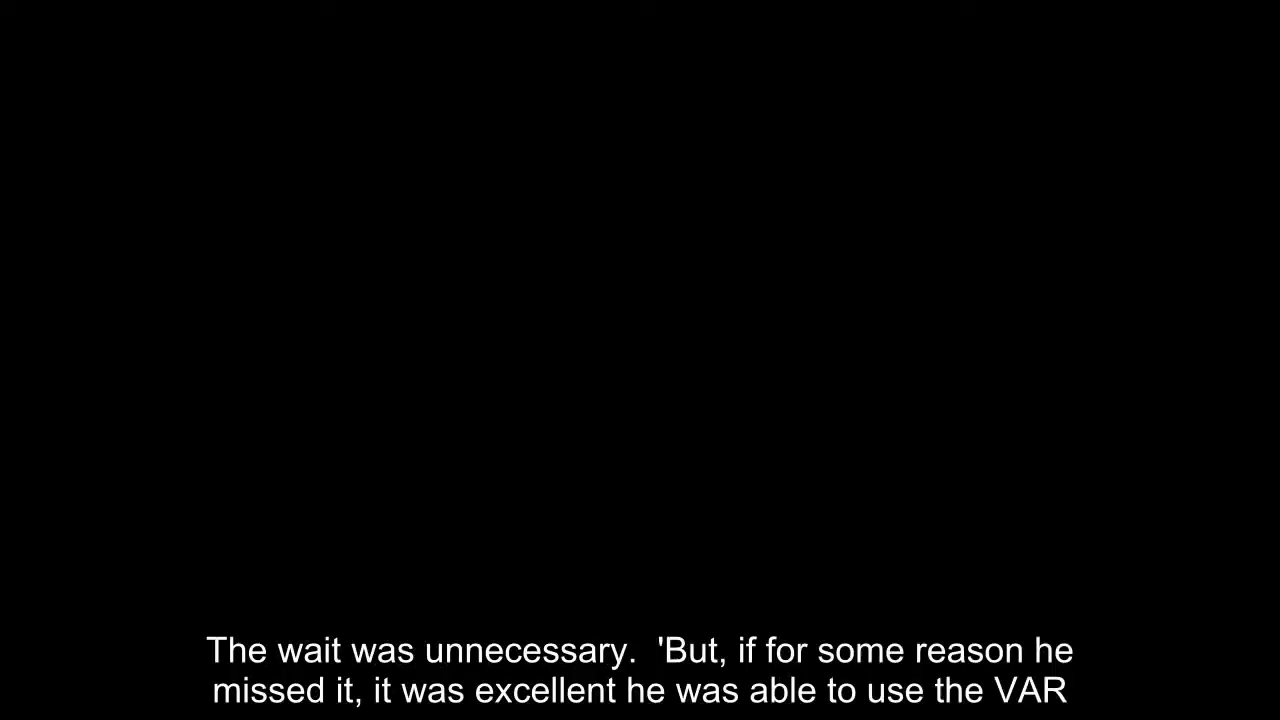 The wait was unnecessary.  'But, if for some reason he
missed it, it was excellent he was able to use the VAR